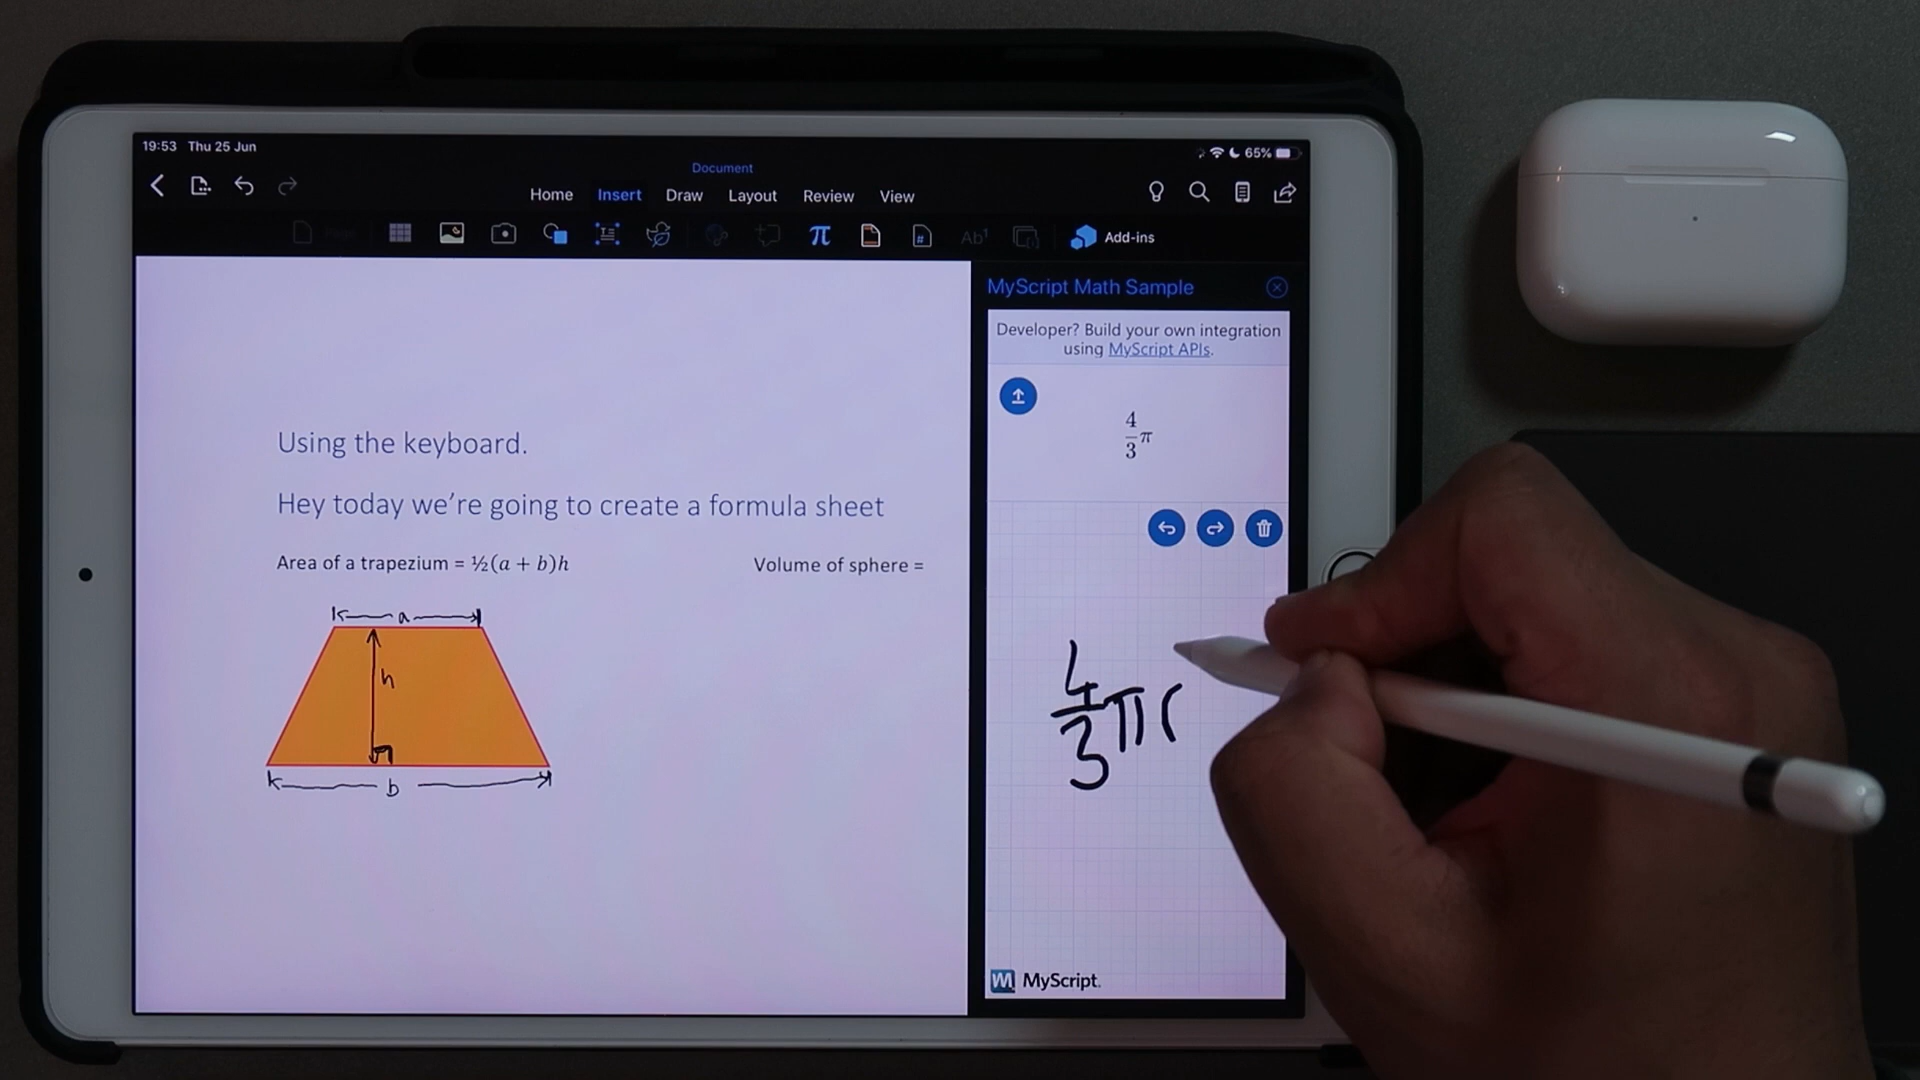 19:53 Thu 25 Jun
65%
Document
Home Insert Draw Layout Review View
π # Ab¹ Add-ins
MyScript Math Sample
Developer? Build your own integration
using MyScript APIs.
4/3 π
Using the keyboard.
Hey today we're going to create a formula sheet
Area of a trapezium = ½(a + b)h
Volume of sphere =
a
h
b
4/3 πr
MyScript.